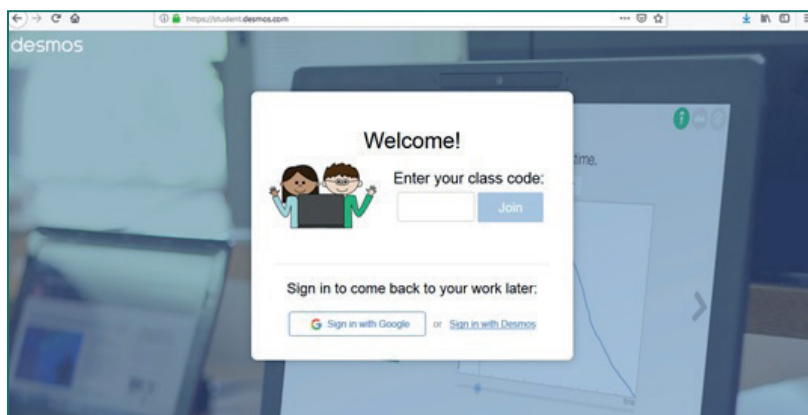 https://student.desmos.com
desmos
Welcome!
Enter your class code:
Join
time.
Sign in to come back to your work later:
Sign in with Google or Sign in with Desmos